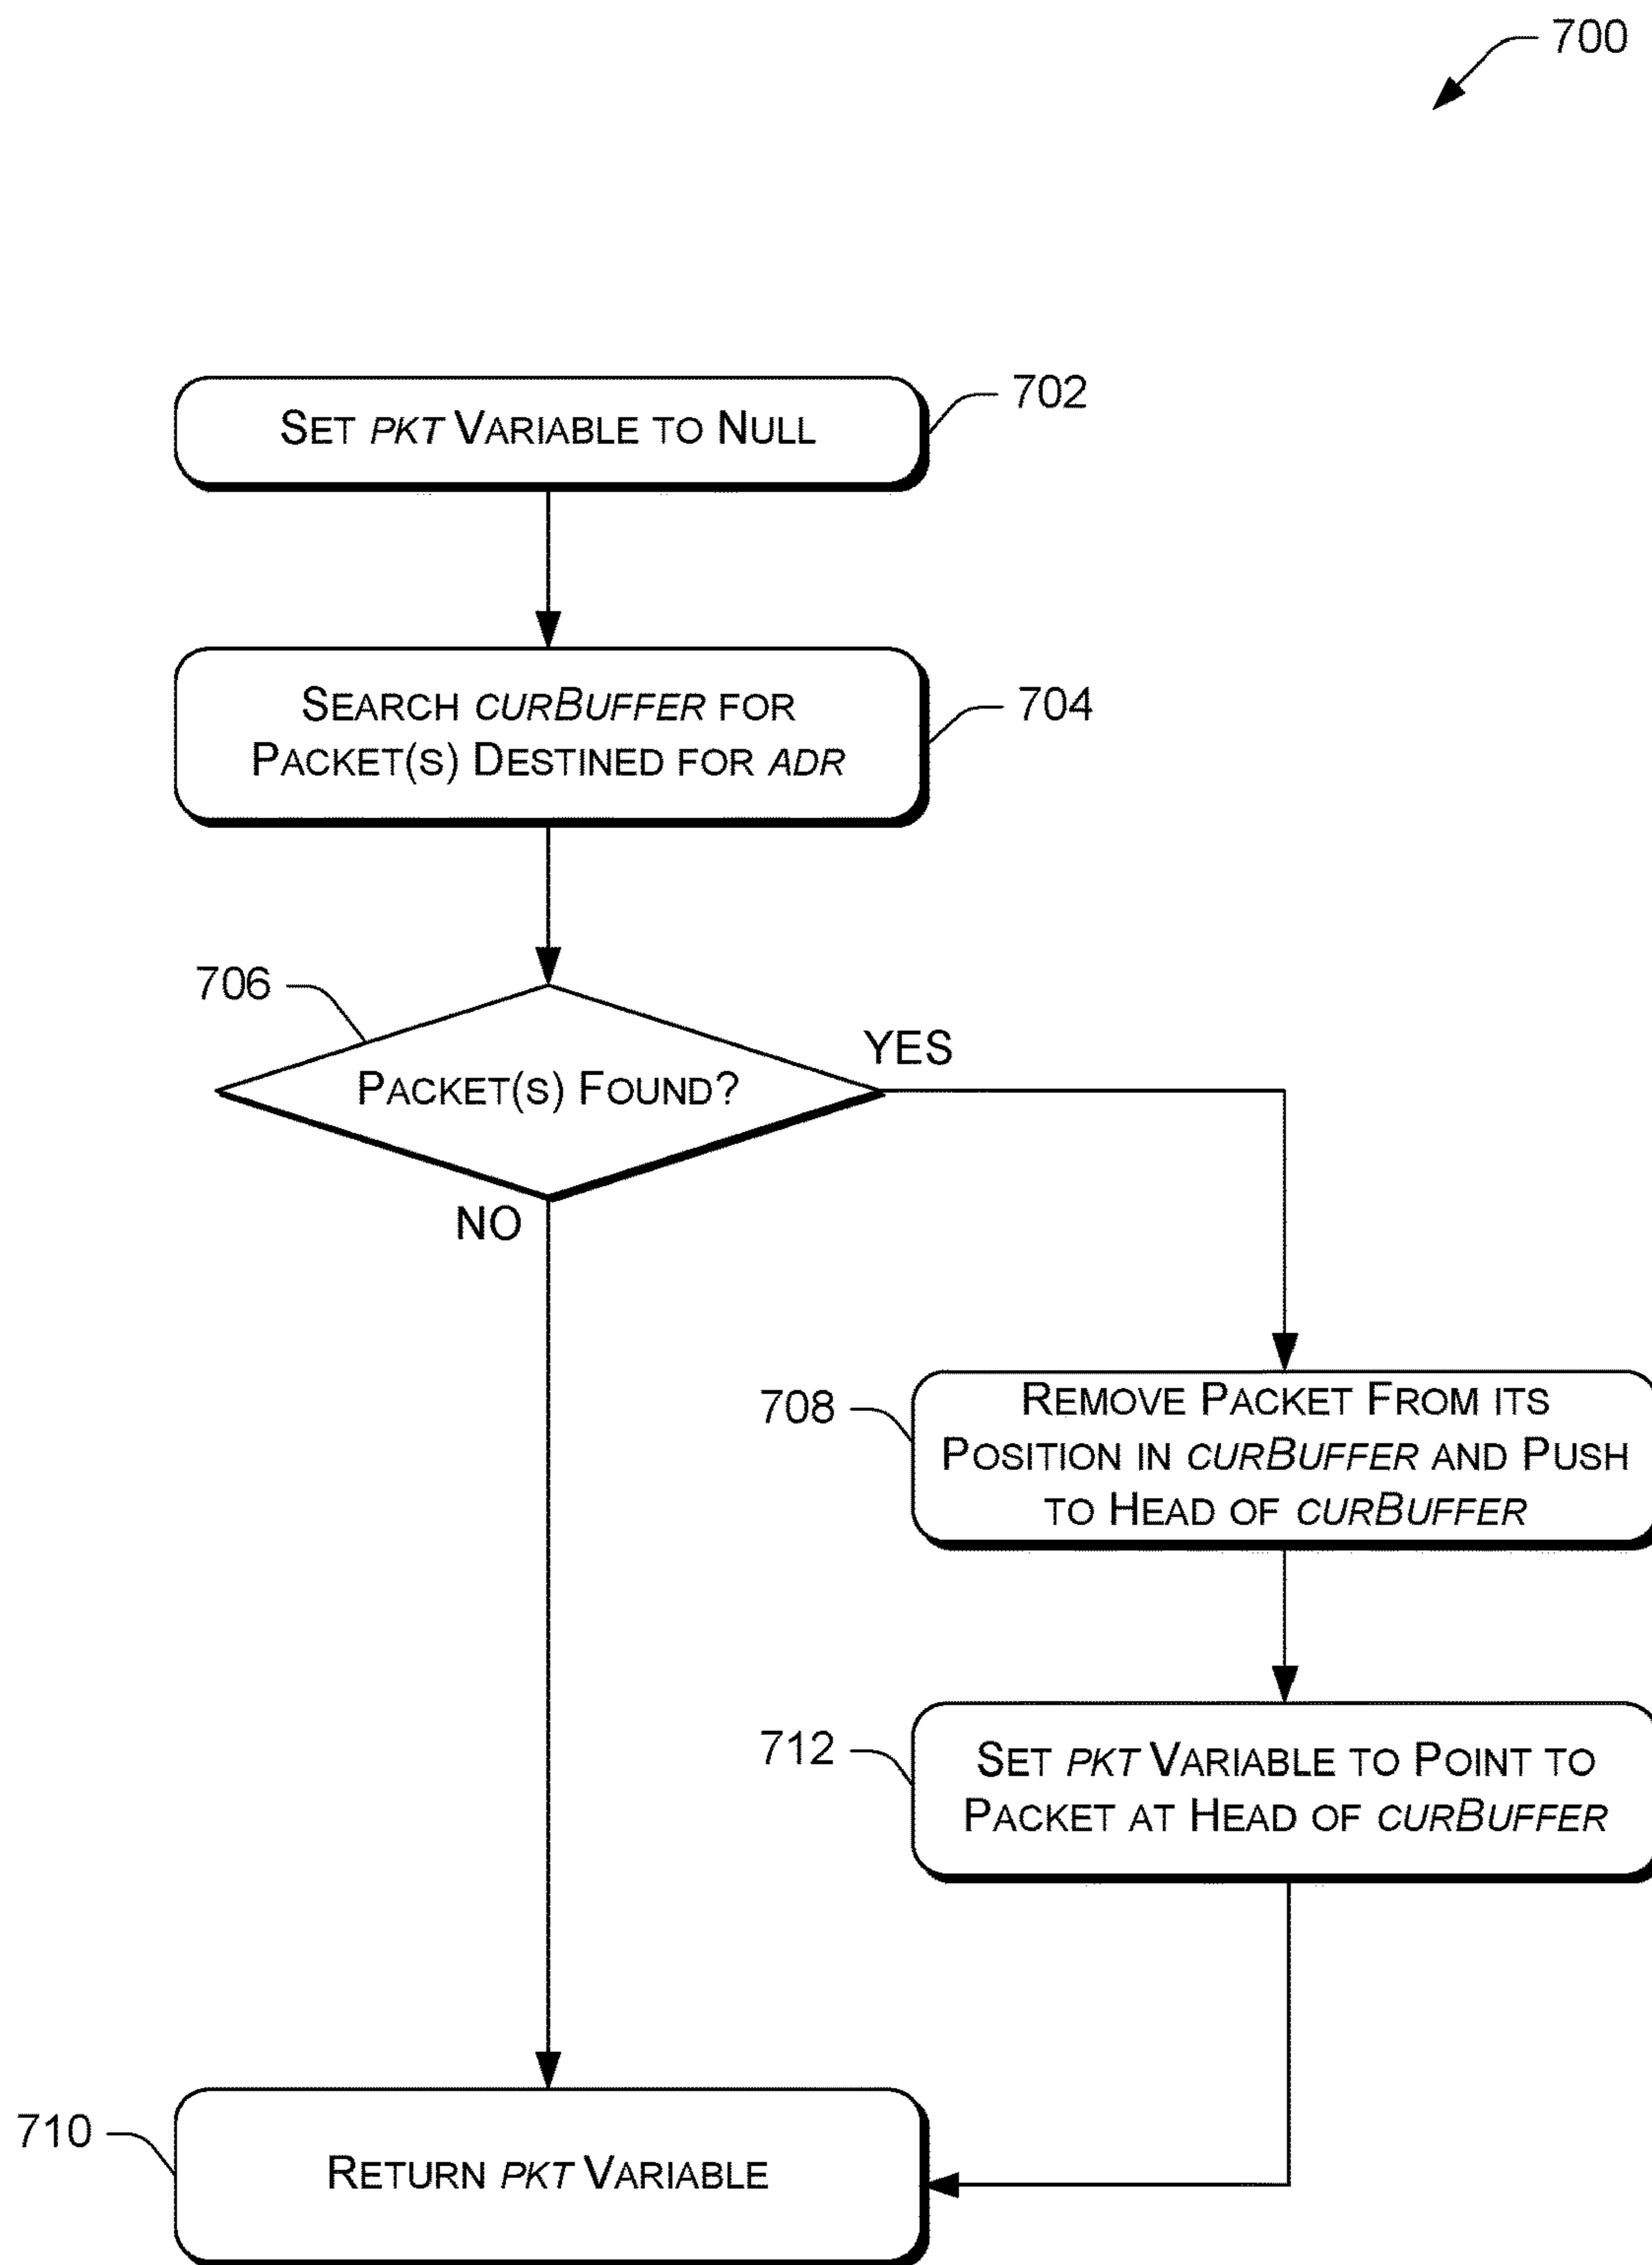 700
SET PKT VARIABLE TO NULL
702
SEARCH CURBUFFER FOR
PACKET(S) DESTINED FOR ADR
704
706
PACKET(S) FOUND?
YES
NO
708
REMOVE PACKET FROM ITS
POSITION IN CURBUFFER AND PUSH
TO HEAD OF CURBUFFER
712
SET PKT VARIABLE TO POINT TO
PACKET AT HEAD OF CURBUFFER
710
RETURN PKT VARIABLE